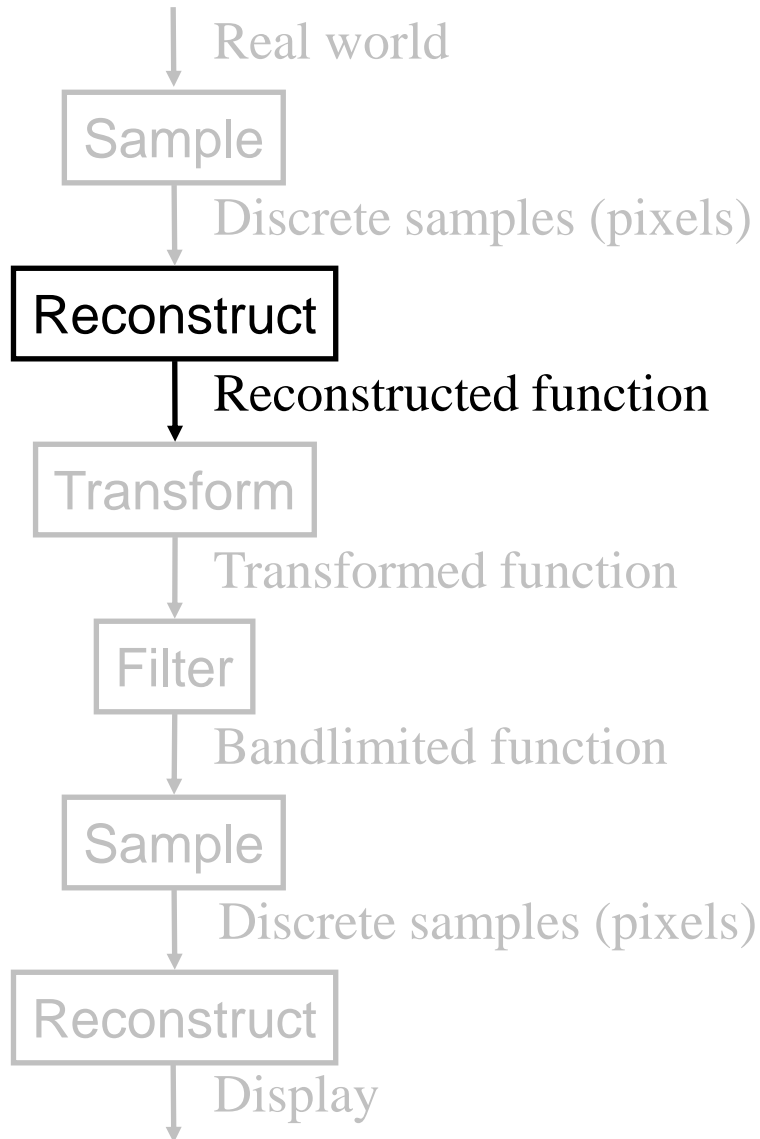 Real world
Sample
Discrete samples (pixels)
Reconstruct
Reconstructed function
Transform
Transformed function
Filter
Bandlimited function
Sample
Discrete samples (pixels)
Reconstruct
Display